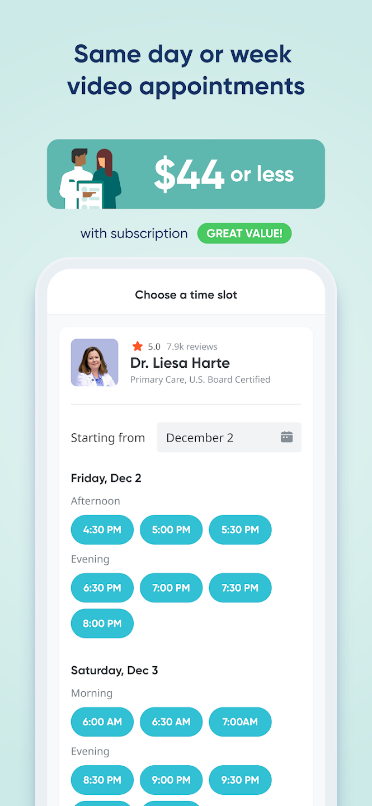 Same day or week
video appointments
$44 or less
with subscription GREAT VALUE!
Choose a time slot
5.0 7.9k reviews
Dr. Liesa Harte
Primary Care, U.S. Board Certified
Starting from December 2
Friday, Dec 2
Afternoon
4:30 PM 5:00 PM 5:30 PM
Evening
6:30 PM 7:00 PM 7:30 PM
8:00 PM
Saturday, Dec 3
Morning
6:00 AM 6:30 AM 7:00AM
Evening
8:30 PM 9:00 PM 9:30 PM